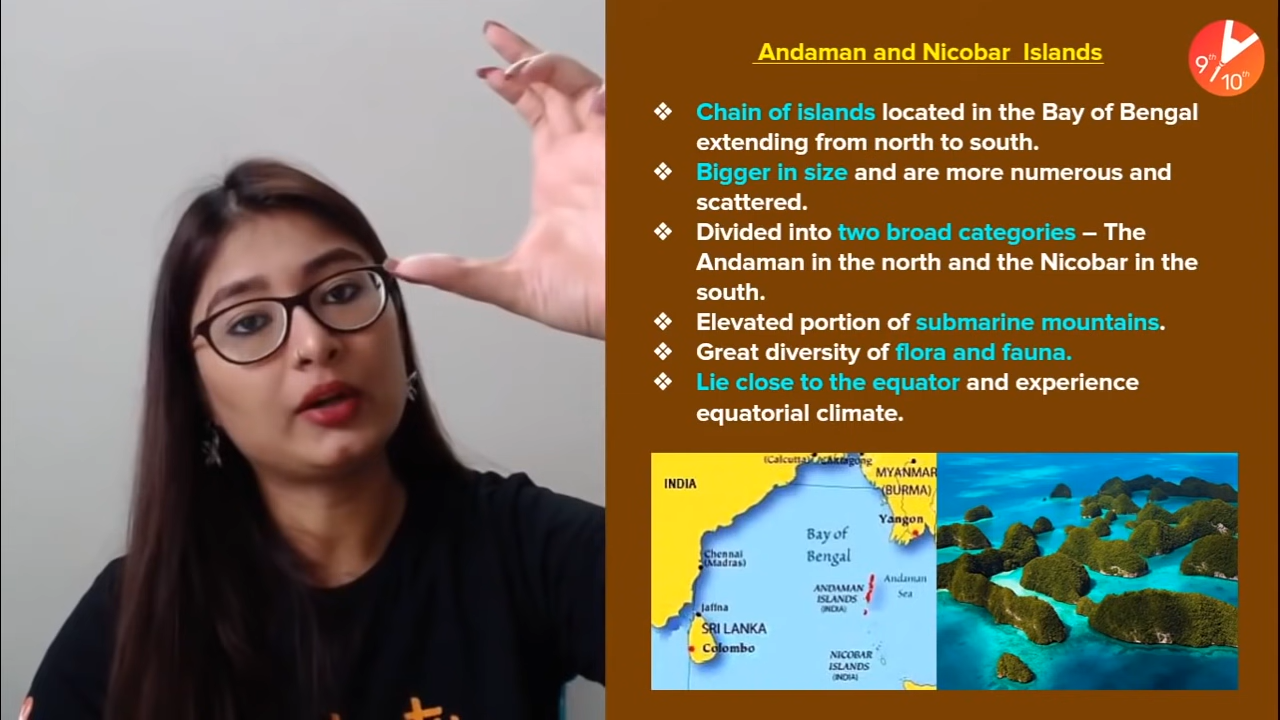 Andaman and Nicobar Islands
9th
10th
❖ Chain of islands located in the Bay of Bengal
extending from north to south.
❖ Bigger in size and are more numerous and
scattered.
❖ Divided into two broad categories – The
Andaman in the north and the Nicobar in the
south.
❖ Elevated portion of submarine mountains.
❖ Great diversity of flora and fauna.
❖ Lie close to the equator and experience
equatorial climate.
(Calcutta)
MYANMAR
(BURMA)
INDIA
Yangon
Bay of
Bengal
Chennai
(Madras)
Andaman
Sea
ANDAMAN
ISLANDS
(INDIA)
Jaffna
SRI LANKA
Colombo
NICOBAR
ISLANDS
(INDIA)